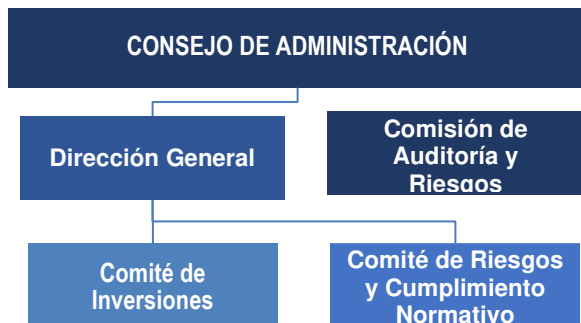 CONSEJO DE ADMINISTRACIÓN
Dirección General
Comisión de
Auditoría y
Riesgos
Comité de
Inversiones
Comité de Riesgos
y Cumplimiento
Normativo